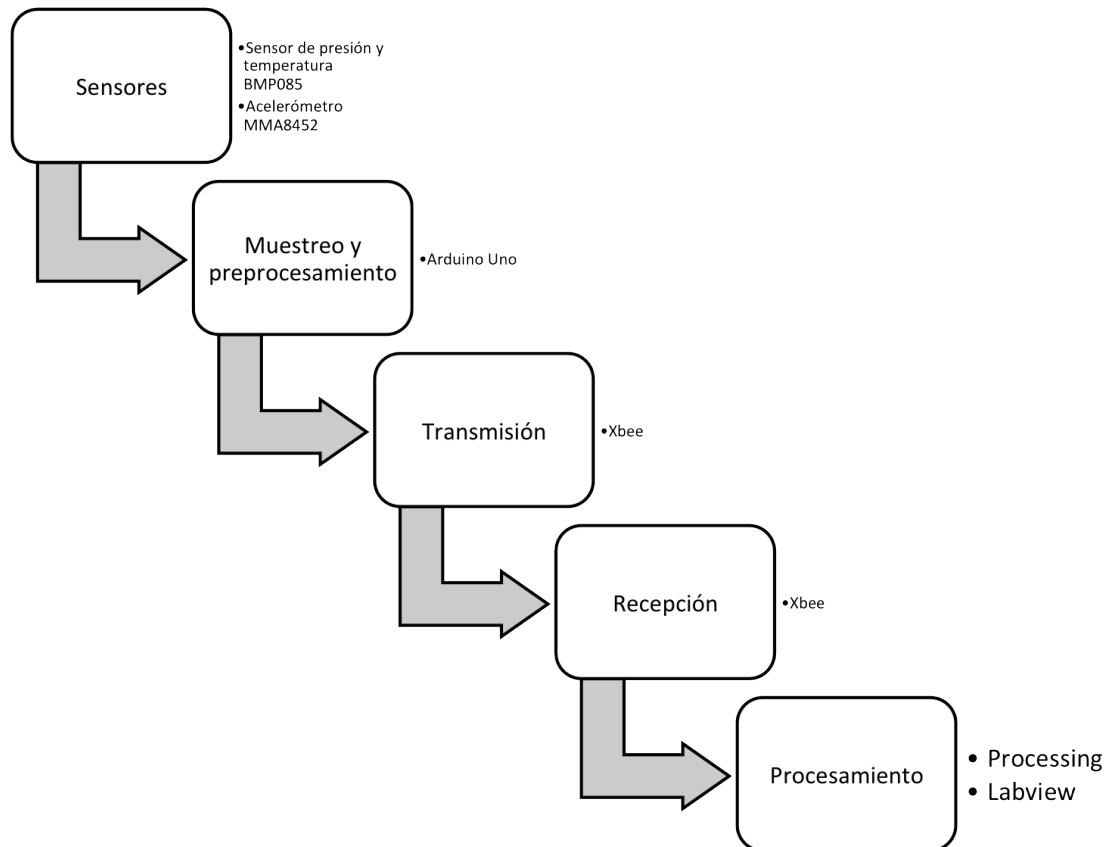 Sensores
•Sensor de presión y
temperatura
BMP085
•Acelerómetro
MMA8452
Muestreo y
preprocesamiento
•Arduino Uno
Transmisión
•Xbee
Recepción
•Xbee
Procesamiento
• Processing
• Labview